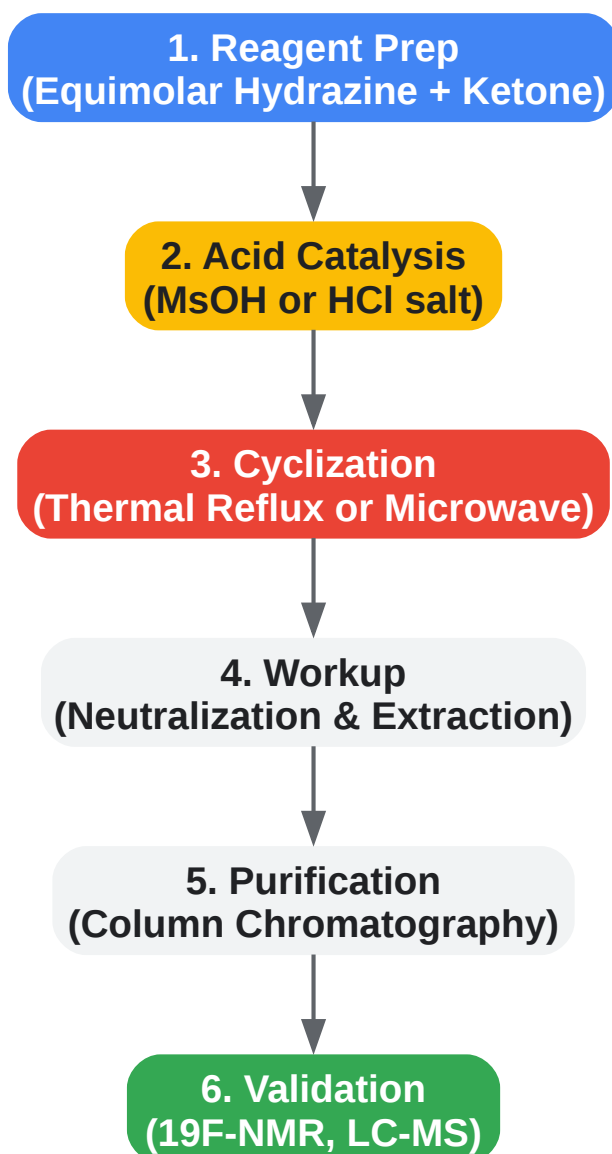 1. Reagent Prep
(Equimolar Hydrazine + Ketone)
2. Acid Catalysis
(MsOH or HCl salt)
3. Cyclization
(Thermal Reflux or Microwave)
4. Workup
(Neutralization & Extraction)
5. Purification
(Column Chromatography)
6. Validation
(19F-NMR, LC-MS)